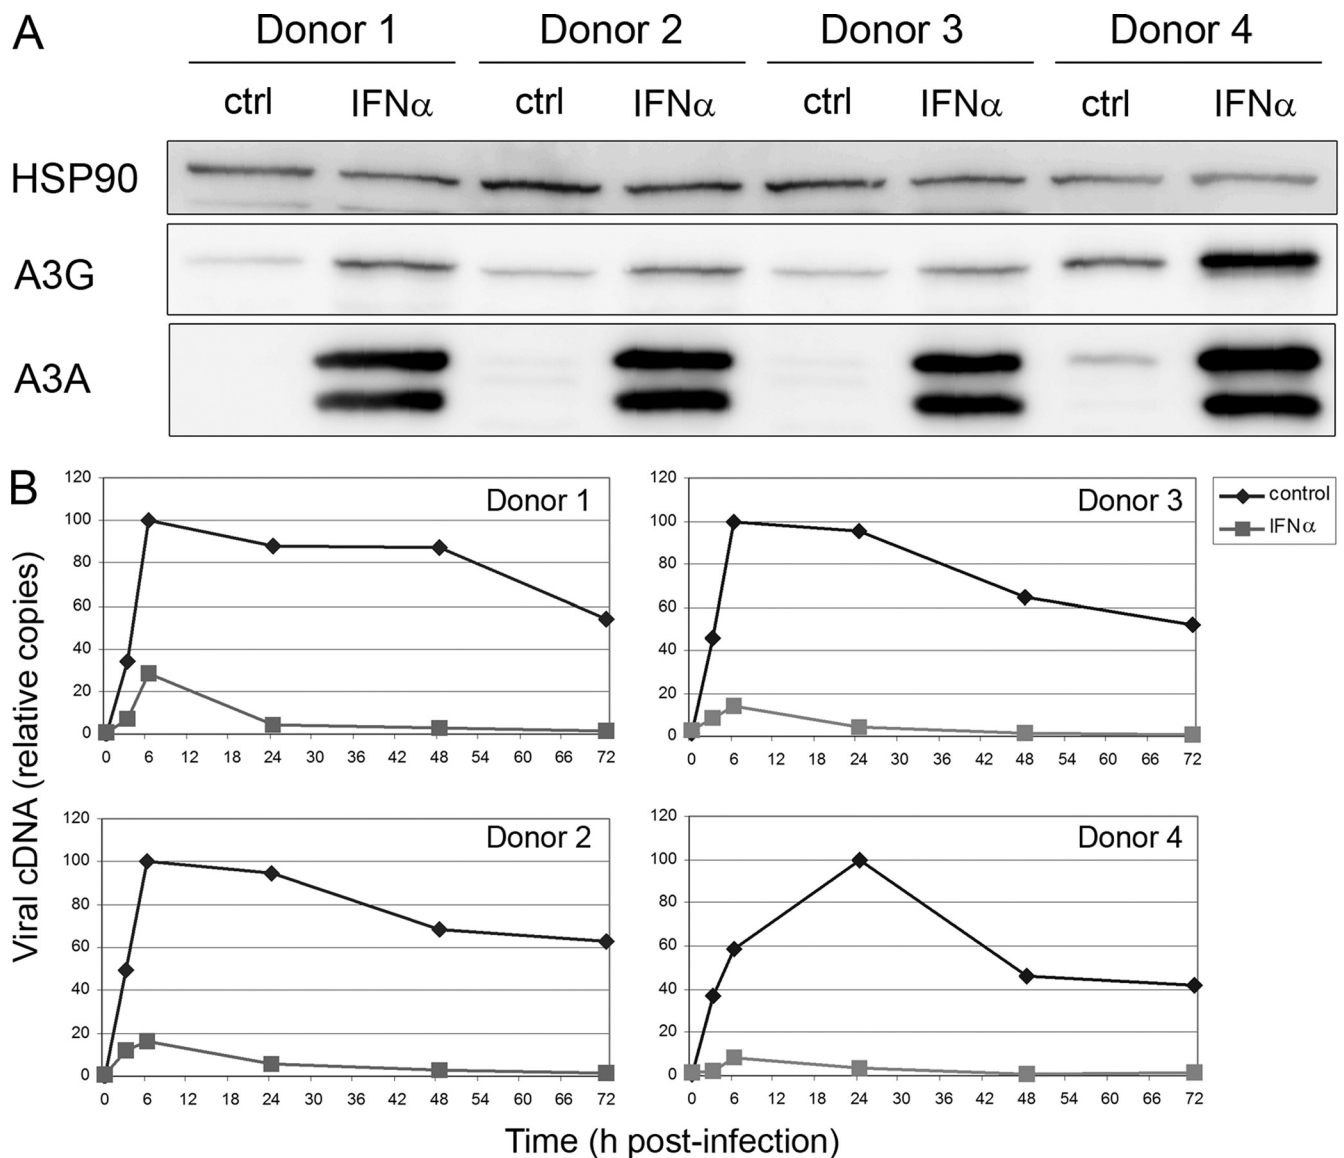 A
Donor 1 Donor 2 Donor 3 Donor 4
ctrl IFNα ctrl IFNα ctrl IFNα ctrl IFNα
HSP90
A3G
A3A
B
Viral cDNA (relative copies)
Donor 1
120
100
80
60
40
20
0
0 6 12 18 24 30 36 42 48 54 60 66 72
Donor 3
120
100
80
60
40
20
0
0 6 12 18 24 30 36 42 48 54 60 66 72
control
IFNα
Donor 2
120
100
80
60
40
20
0
0 6 12 18 24 30 36 42 48 54 60 66 72
Donor 4
120
100
80
60
40
20
0
0 6 12 18 24 30 36 42 48 54 60 66 72
Time (h post-infection)